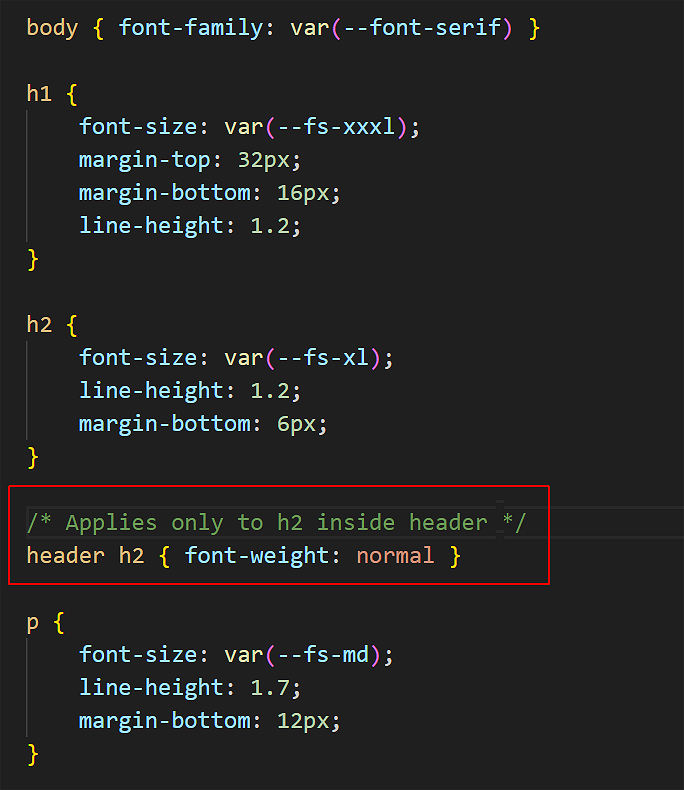 body { font-family: var(--font-serif) }
h1 {
font-size: var(--fs-xxxl);
margin-top: 32px;
margin-bottom: 16px;
line-height: 1.2;
}
h2 {
font-size: var(--fs-xl);
line-height: 1.2;
margin-bottom: 6px;
}
/* Applies only to h2 inside header */
header h2 { font-weight: normal }
p {
font-size: var(--fs-md);
line-height: 1.7;
margin-bottom: 12px;
}